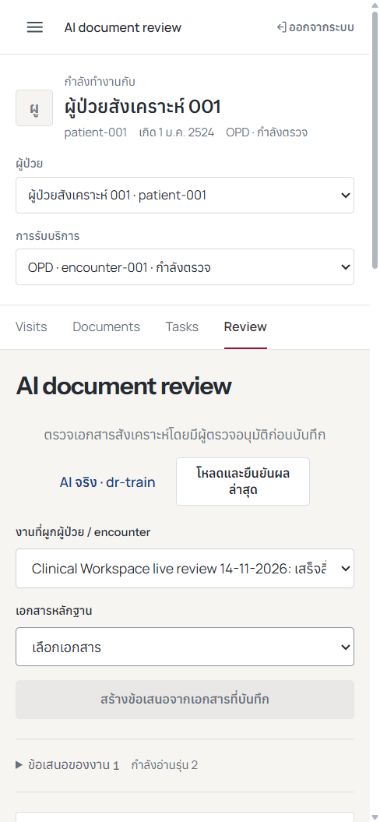 AI document review
ออกจากระบบ
กำลังทำงานกับ
ผู้
ผู้ป่วยสังเคราะห์ 001
patient-001 เกิด 1 ม.ค. 2524 OPD · กำลังตรวจ
ผู้ป่วย
ผู้ป่วยสังเคราะห์ 001 · patient-001
การรับบริการ
OPD · encounter-001 · กำลังตรวจ
Visits Documents Tasks Review
AI document review
ตรวจเอกสารสังเคราะห์โดยมีผู้ตรวจอนุมัติก่อนบันทึก
AI จริง · dr-train
โหลดและยืนยันผล
ล่าสุด
งานที่ผูกผู้ป่วย / encounter
Clinical Workspace live review 14-11-2026: เสร็จสิ
เอกสารหลักฐาน
เลือกเอกสาร
สร้างข้อเสนอจากเอกสารที่บันทึก
ข้อเสนอของงาน 1 กำลังอ่านรุ่น 2